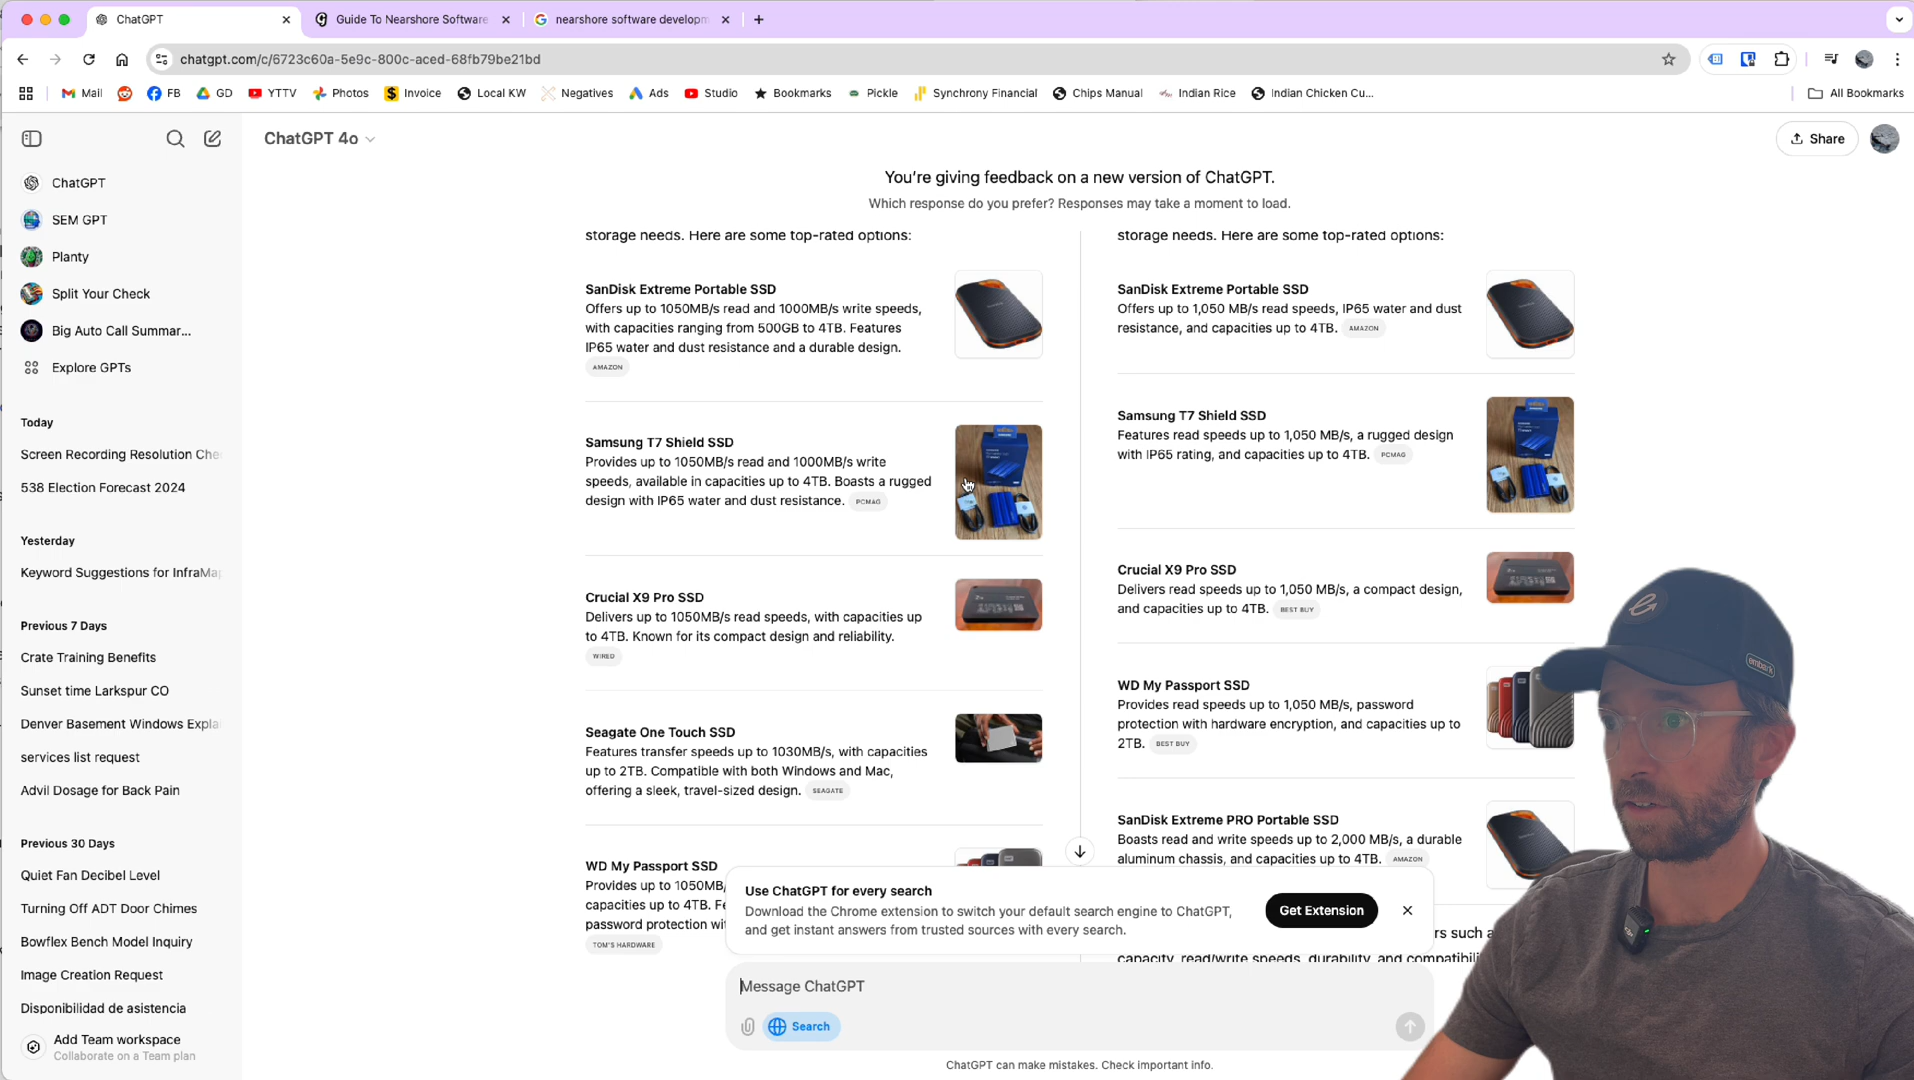 ChatGPT
Guide To Nearshore Software
nearshore software developm
chatgpt.com/c/6723c60a-5e9c-800c-aced-68fb79be21bd
Mail
FB
GD
YTTV
Photos
Invoice
Local KW
Negatives
Ads
Studio
Bookmarks
Pickle
Synchrony Financial
Chips Manual
Indian Rice
Indian Chicken Cu...
All Bookmarks
ChatGPT 4o
Share
ChatGPT
SEM GPT
Planty
Split Your Check
Big Auto Call Summar...
Explore GPTs
Today
Screen Recording Resolution Che
538 Election Forecast 2024
Yesterday
Keyword Suggestions for InfraMa
Previous 7 Days
Crate Training Benefits
Sunset time Larkspur CO
Denver Basement Windows Expla
services list request
Advil Dosage for Back Pain
Previous 30 Days
Quiet Fan Decibel Level
Turning Off ADT Door Chimes
Bowflex Bench Model Inquiry
Image Creation Request
Disponibilidad de asistencia
Add Team workspace
Collaborate on a Team plan
You're giving feedback on a new version of ChatGPT.
Which response do you prefer? Responses may take a moment to load.
storage needs. Here are some top-rated options:
SanDisk Extreme Portable SSD
Offers up to 1050MB/s read and 1000MB/s write speeds,
with capacities ranging from 500GB to 4TB. Features
IP65 water and dust resistance and a durable design.
AMAZON
Samsung T7 Shield SSD
Provides up to 1050MB/s read and 1000MB/s write
speeds, available in capacities up to 4TB. Boasts a rugged
design with IP65 water and dust resistance. PCMAG
Crucial X9 Pro SSD
Delivers up to 1050MB/s read speeds, with capacities up
to 4TB. Known for its compact design and reliability.
WIRED
Seagate One Touch SSD
Features transfer speeds up to 1030MB/s, with capacities
up to 2TB. Compatible with both Windows and Mac,
offering a sleek, travel-sized design. SEAGATE
WD My Passport SSD
Provides up to 1050MB
capacities up to 4TB. Fe
password protection wit
TOM'S HARDWARE
storage needs. Here are some top-rated options:
SanDisk Extreme Portable SSD
Offers up to 1,050 MB/s read speeds, IP65 water and dust
resistance, and capacities up to 4TB. AMAZON
Samsung T7 Shield SSD
Features read speeds up to 1,050 MB/s, a rugged design
with IP65 rating, and capacities up to 4TB. PCMAG
Crucial X9 Pro SSD
Delivers read speeds up to 1,050 MB/s, a compact design,
and capacities up to 4TB. BEST BUY
WD My Passport SSD
Provides read speeds up to 1,050 MB/s, password
protection with hardware encryption, and capacities up to
2TB. BEST BUY
SanDisk Extreme PRO Portable SSD
Boasts read and write speeds up to 2,000 MB/s, a durable
aluminum chassis, and capacities up to 4TB. AMAZON
rs such a
capacity, read/write speeds, durability, and compatibili
Use ChatGPT for every search
Download the Chrome extension to switch your default search engine to ChatGPT,
and get instant answers from trusted sources with every search.
Get Extension
Message ChatGPT
Search
ChatGPT can make mistakes. Check important info.
embark